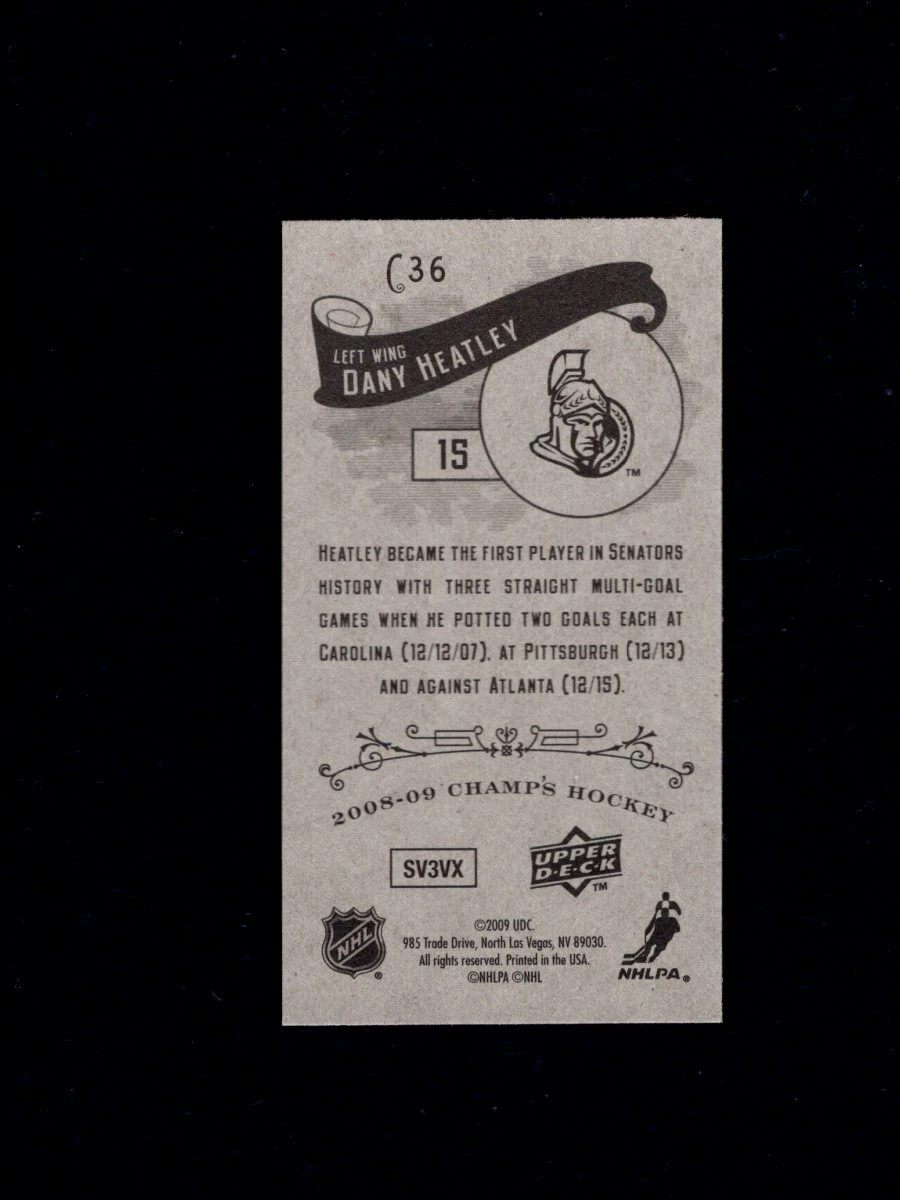 C36
LEFT WING
DANY HEATLEY
15
TM
HEATLEY BECAME THE FIRST PLAYER IN SENATORS
HISTORY WITH THREE STRAIGHT MULTI-GOAL
GAMES WHEN HE POTTED TWO GOALS EACH AT
CAROLINA (12/12/07), AT PITTSBURGH (12/13)
AND AGAINST ATLANTA (12/15).
2008-09 CHAMP'S HOCKEY
SV3VX
UPPER
D·E·C·K
TM
NHL
®
©2009 UDC.
985 Trade Drive, North Las Vegas, NV 89030.
All rights reserved. Printed in the USA.
©NHLPA ©NHL
NHLPA®